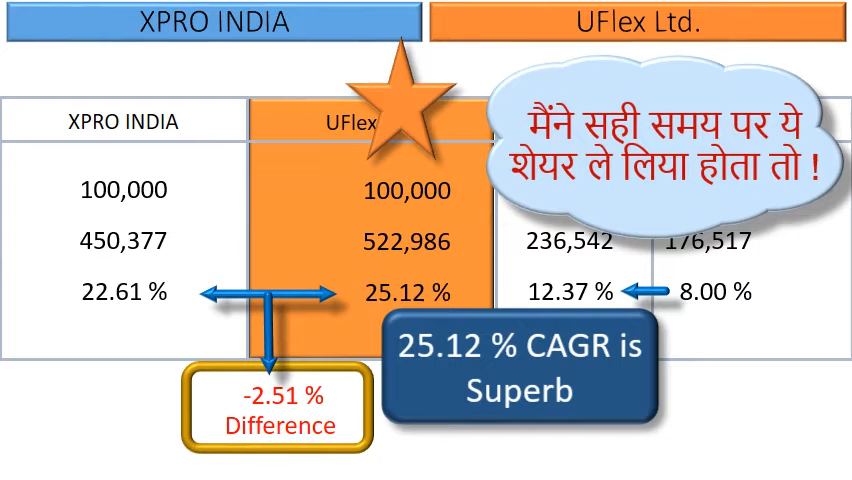 XPRO INDIA
UFlex Ltd.
XPRO INDIA
UFlex
मैंने सही समय पर ये
शेयर ले लिया होता तो !
100,000
100,000
450,377
522,986
236,542
176,517
22.61 %
25.12 %
12.37 %
8.00 %
25.12 % CAGR is
Superb
-2.51 %
Difference